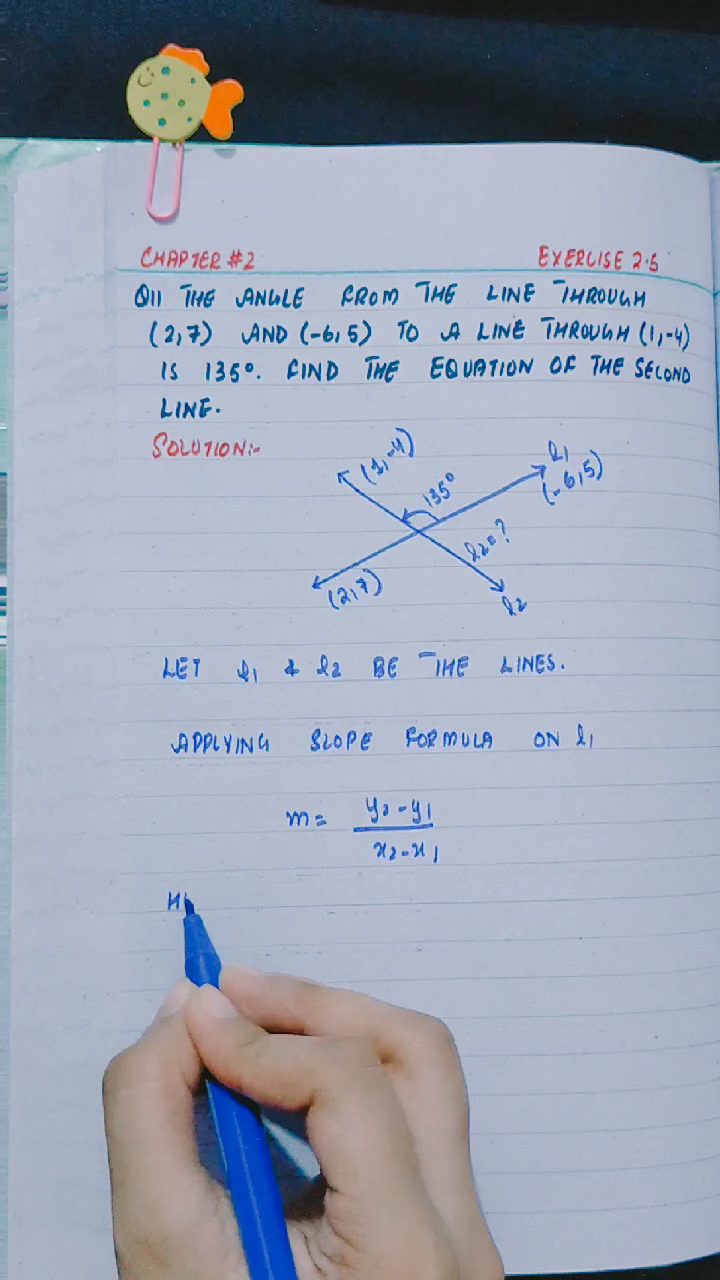 CHAPTER #2 EXERCISE 2.5
Q11 THE ANGLE FROM THE LINE THROUGH
(2,7) AND (-6,5) TO A LINE THROUGH (1,-4)
IS 135°. FIND THE EQUATION OF THE SECOND
LINE.
SOLUTION:-
(1,-4)
135°
l1
(-6,5)
l2=?
(2,7)
l2
LET l1 & l2 BE THE LINES.
APPLYING SLOPE FORMULA ON l1
m= y2-y1
x2-x1